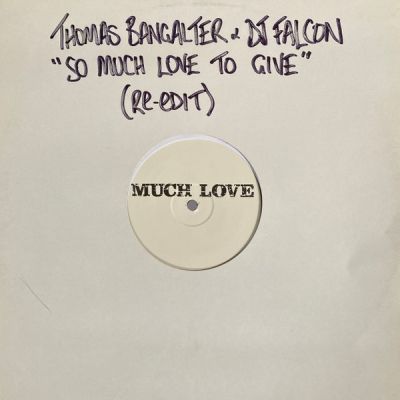 THOMAS BANGALTER & DJ FALCON
"SO MUCH LOVE TO GIVE"
(RE-EDIT)
MUCH LOVE